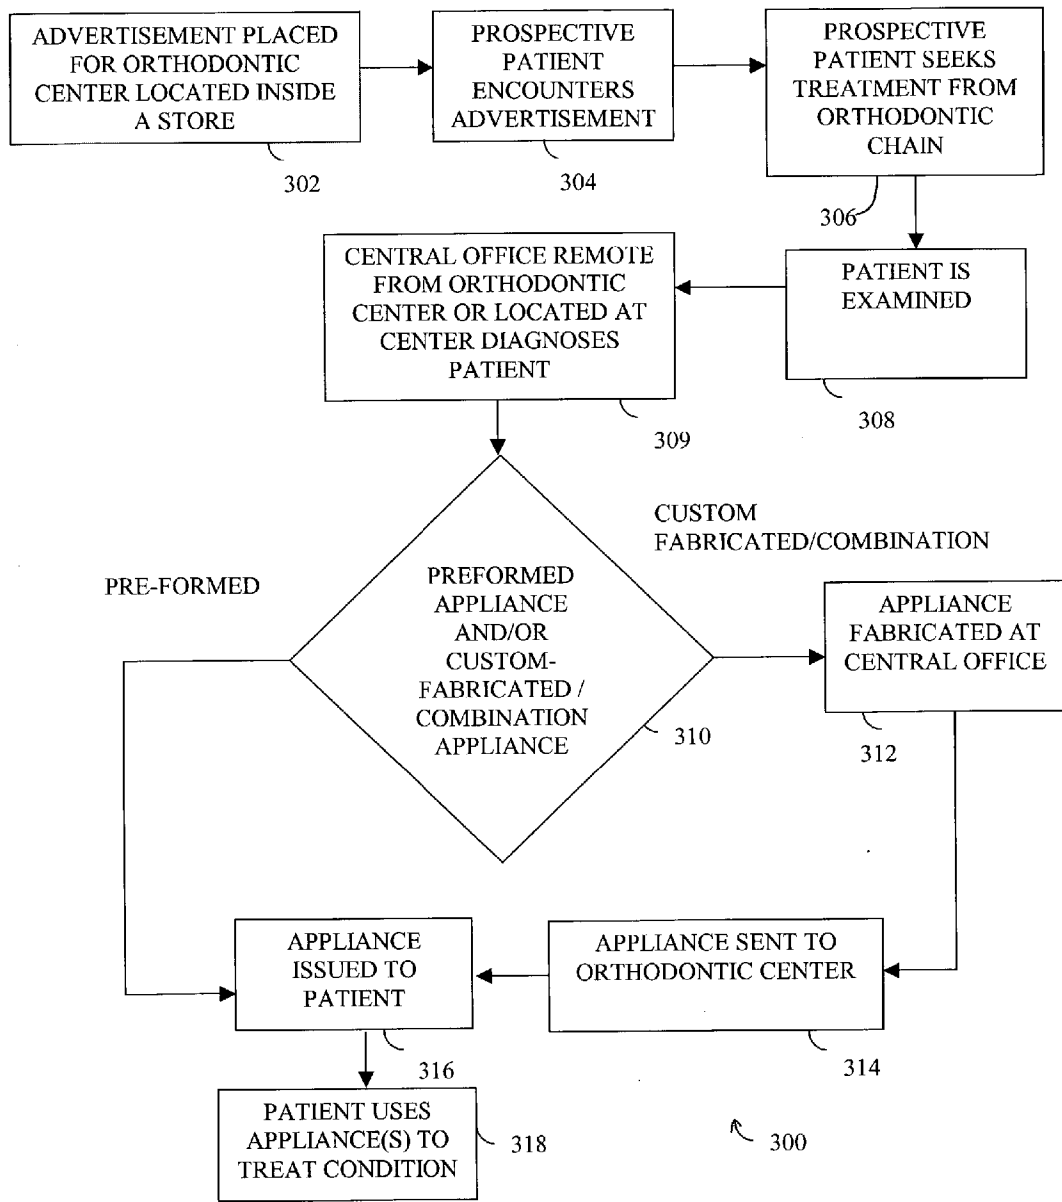 ADVERTISEMENT PLACED
FOR ORTHODONTIC
CENTER LOCATED INSIDE
A STORE
302
PROSPECTIVE
PATIENT
ENCOUNTERS
ADVERTISEMENT
304
PROSPECTIVE
PATIENT SEEKS
TREATMENT FROM
ORTHODONTIC
CHAIN
306
PATIENT IS
EXAMINED
308
CENTRAL OFFICE REMOTE
FROM ORTHODONTIC
CENTER OR LOCATED AT
CENTER DIAGNOSES
PATIENT
309
PREFORMED
APPLIANCE
AND/OR
CUSTOM-
FABRICATED /
COMBINATION
APPLIANCE
310
PRE-FORMED
CUSTOM
FABRICATED/COMBINATION
APPLIANCE
FABRICATED AT
CENTRAL OFFICE
312
APPLIANCE SENT TO
ORTHODONTIC CENTER
314
APPLIANCE
ISSUED TO
PATIENT
316
PATIENT USES
APPLIANCE(S) TO
TREAT CONDITION
318
300